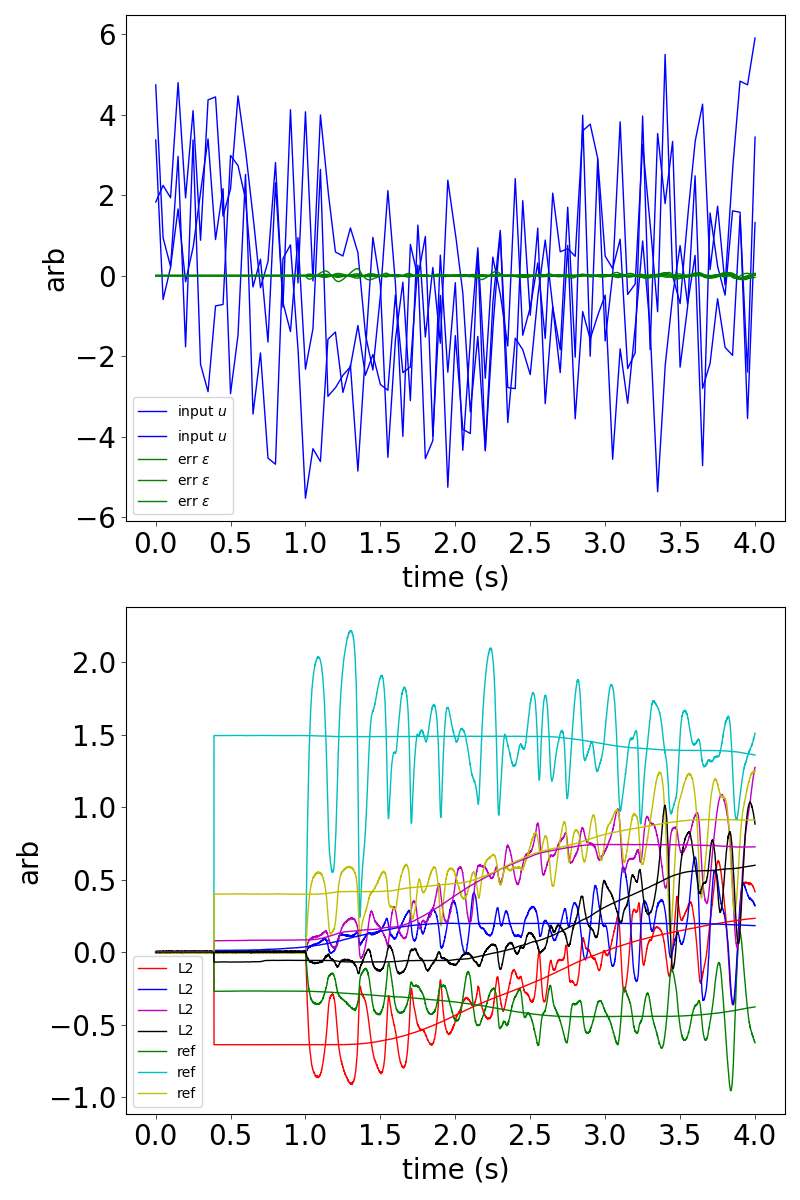 6
4
2
0
−2
−4
−6
arb
input u
input u
err ε
err ε
err ε
0.0 0.5 1.0 1.5 2.0 2.5 3.0 3.5 4.0
time (s)
2.0
1.5
1.0
0.5
0.0
−0.5
−1.0
arb
L2
L2
L2
L2
ref
ref
ref
0.0 0.5 1.0 1.5 2.0 2.5 3.0 3.5 4.0
time (s)